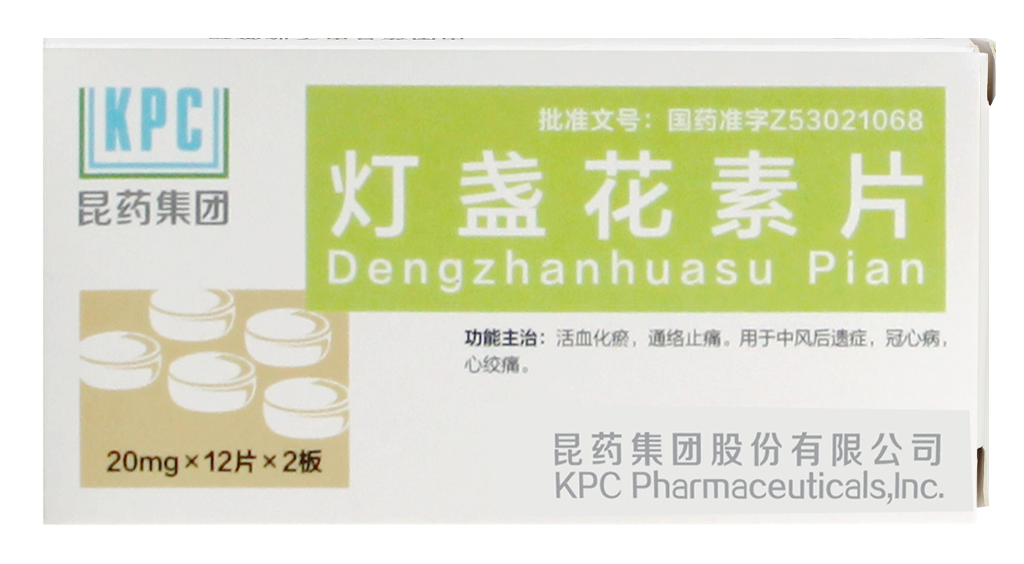 KPC
昆药集团
批准文号：国药准字Z53021068
灯盏花素片
Dengzhanhuasu Pian
功能主治：活血化瘀，通络止痛。用于中风后遗症，冠心病，
心绞痛。
20mg×12片×2板
昆药集团股份有限公司
KPC Pharmaceuticals,Inc.